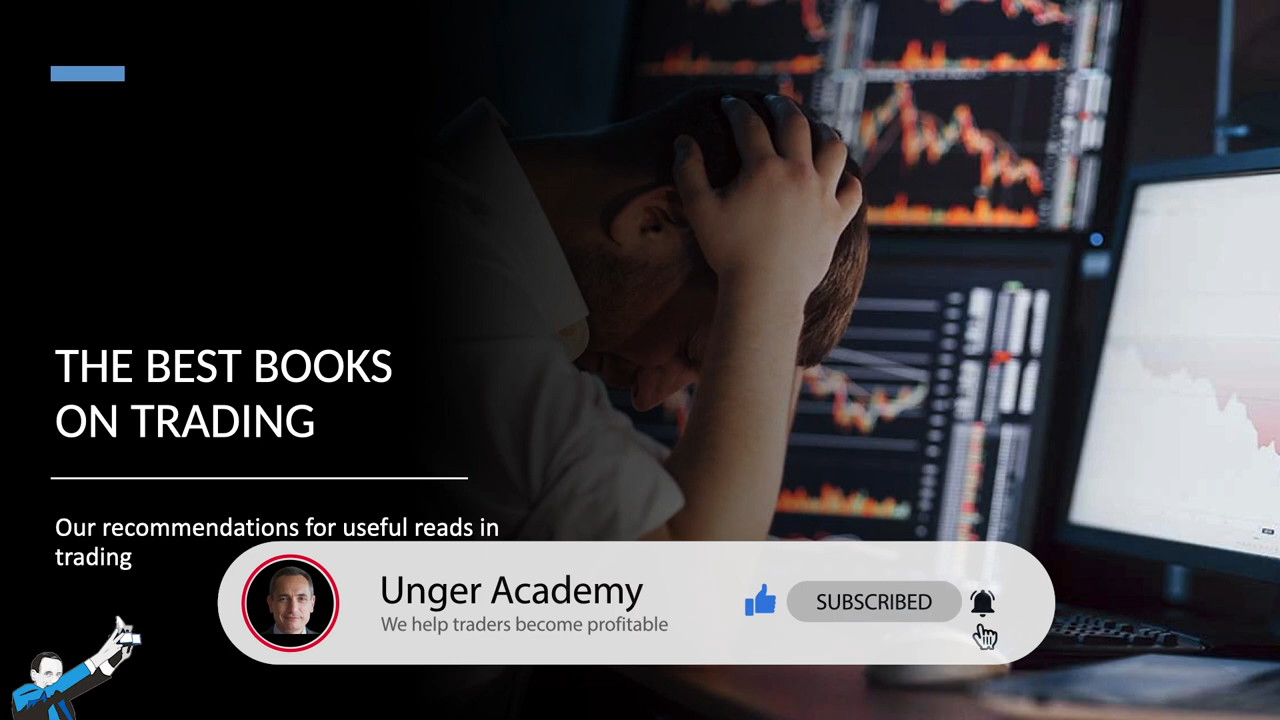 THE BEST BOOKS
ON TRADING
Our recommendations for useful reads in
trading
Unger Academy
We help traders become profitable
SUBSCRIBED